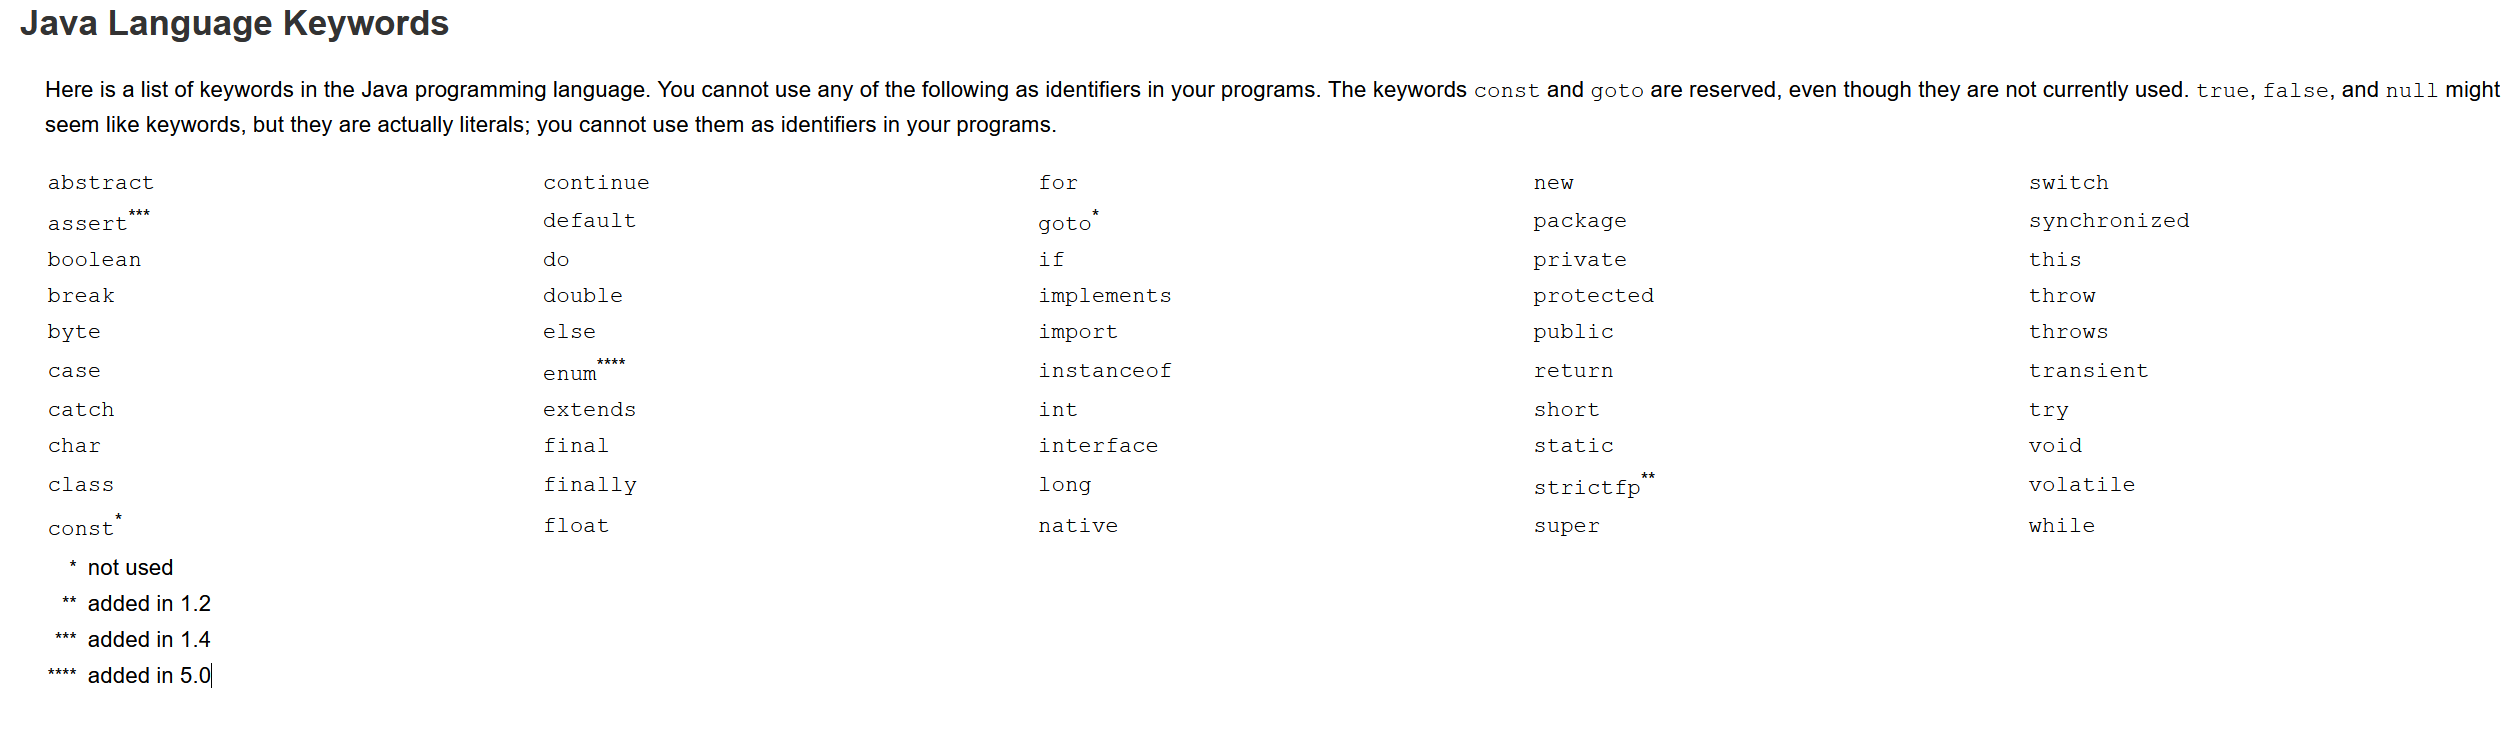 Java Language Keywords
Here is a list of keywords in the Java programming language. You cannot use any of the following as identifiers in your programs. The keywords const and goto are reserved, even though they are not currently used. true, false, and null might
seem like keywords, but they are actually literals; you cannot use them as identifiers in your programs.
abstract continue for new switch
assert*** default goto* package synchronized
boolean do if private this
break double implements protected throw
byte else import public throws
case enum**** instanceof return transient
catch extends int short try
char final interface static void
class finally long strictfp** volatile
const* float native super while
* not used
** added in 1.2
*** added in 1.4
**** added in 5.0